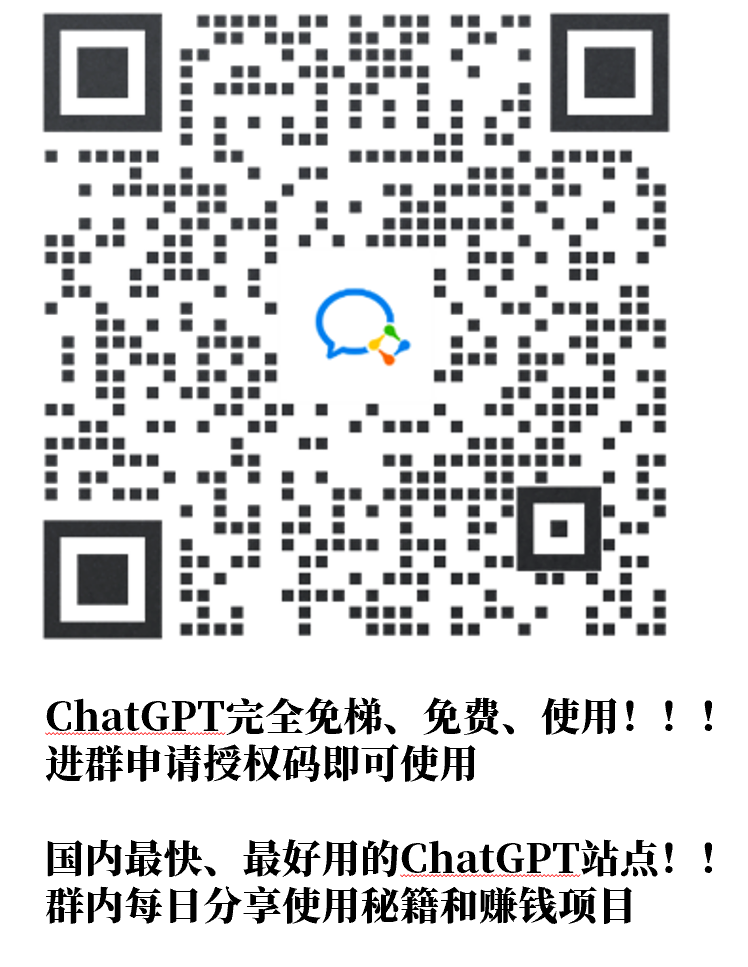 ChatGPT完全免梯、免费、使用！！！
进群申请授权码即可使用
国内最快、最好用的ChatGPT站点！！
群内每日分享使用秘籍和赚钱项目